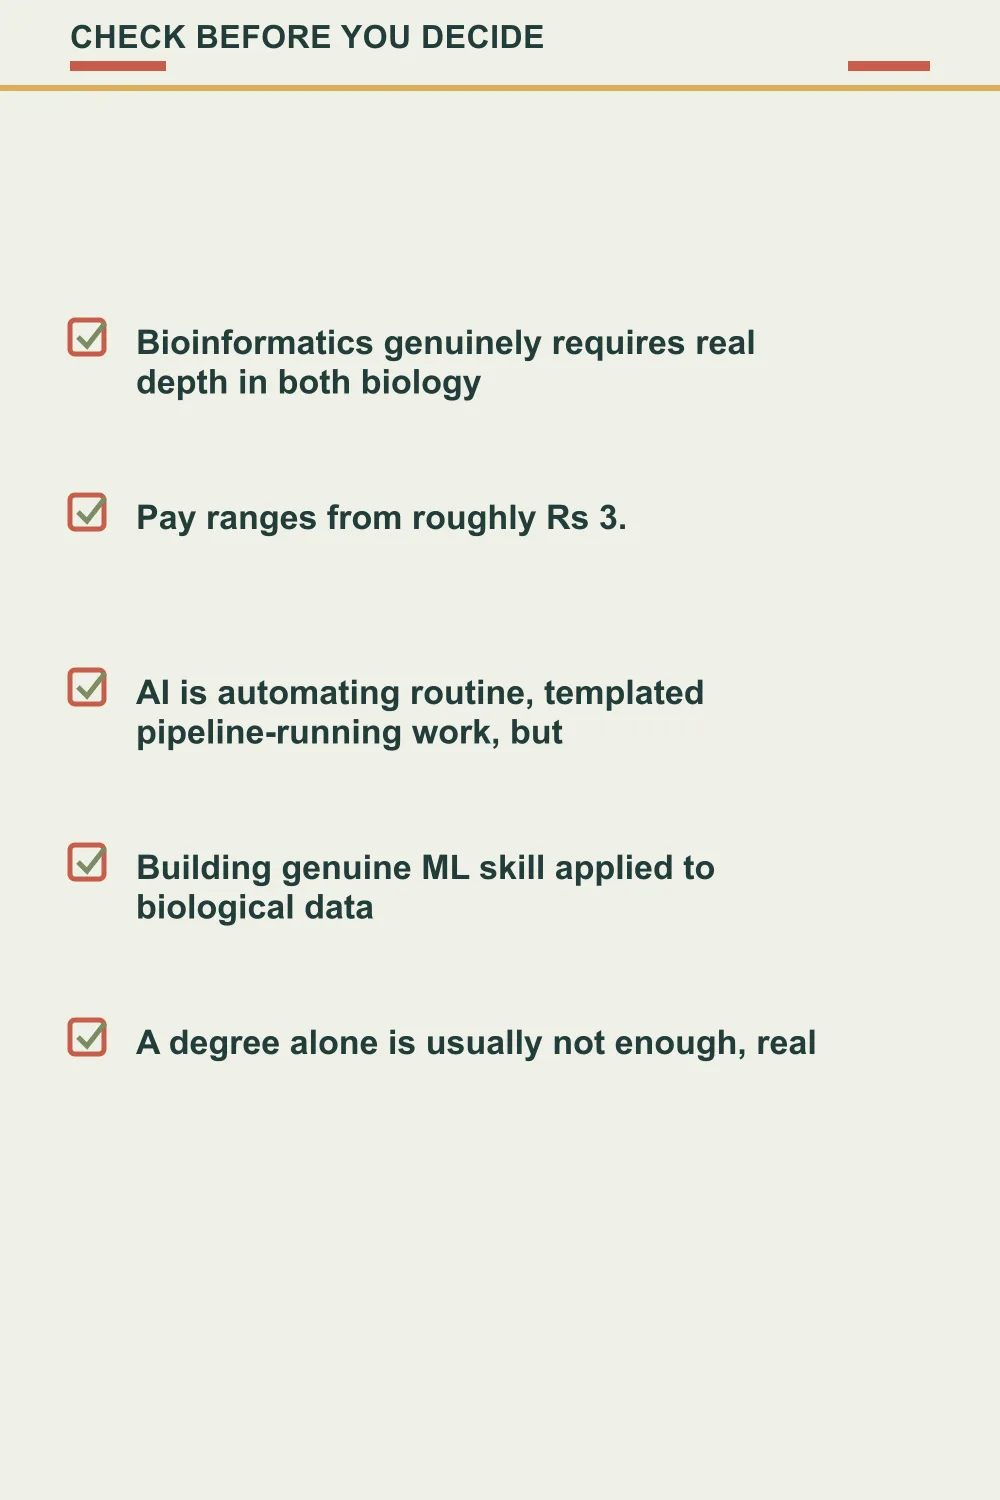 CHECK BEFORE YOU DECIDE
Bioinformatics genuinely requires real
depth in both biology
Pay ranges from roughly Rs 3.
AI is automating routine, templated
pipeline-running work, but
Building genuine ML skill applied to
biological data
A degree alone is usually not enough, real